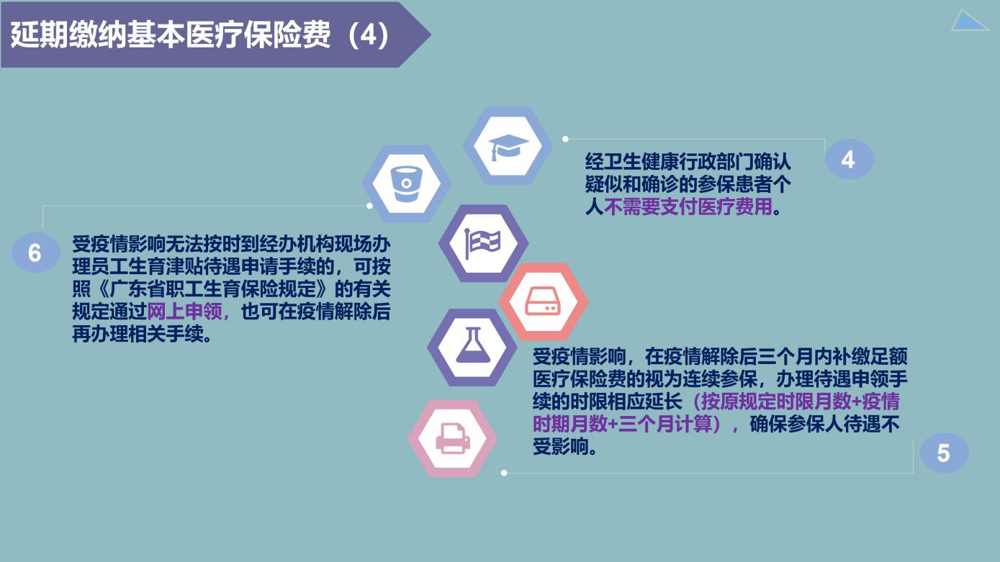 延期缴纳基本医疗保险费（4）
4
经卫生健康行政部门确认
疑似和确诊的参保患者个
人不需要支付医疗费用。
6
受疫情影响无法按时到经办机构现场办
理员工生育津贴待遇申请手续的，可按
照《广东省职工生育保险规定》的有关
规定通过网上申领，也可在疫情解除后
再办理相关手续。
受疫情影响，在疫情解除后三个月内补缴足额
医疗保险费的视为连续参保，办理待遇申领手
续的时限相应延长（按原规定时限月数+疫情
时期月数+三个月计算），确保参保人待遇不
受影响。
5